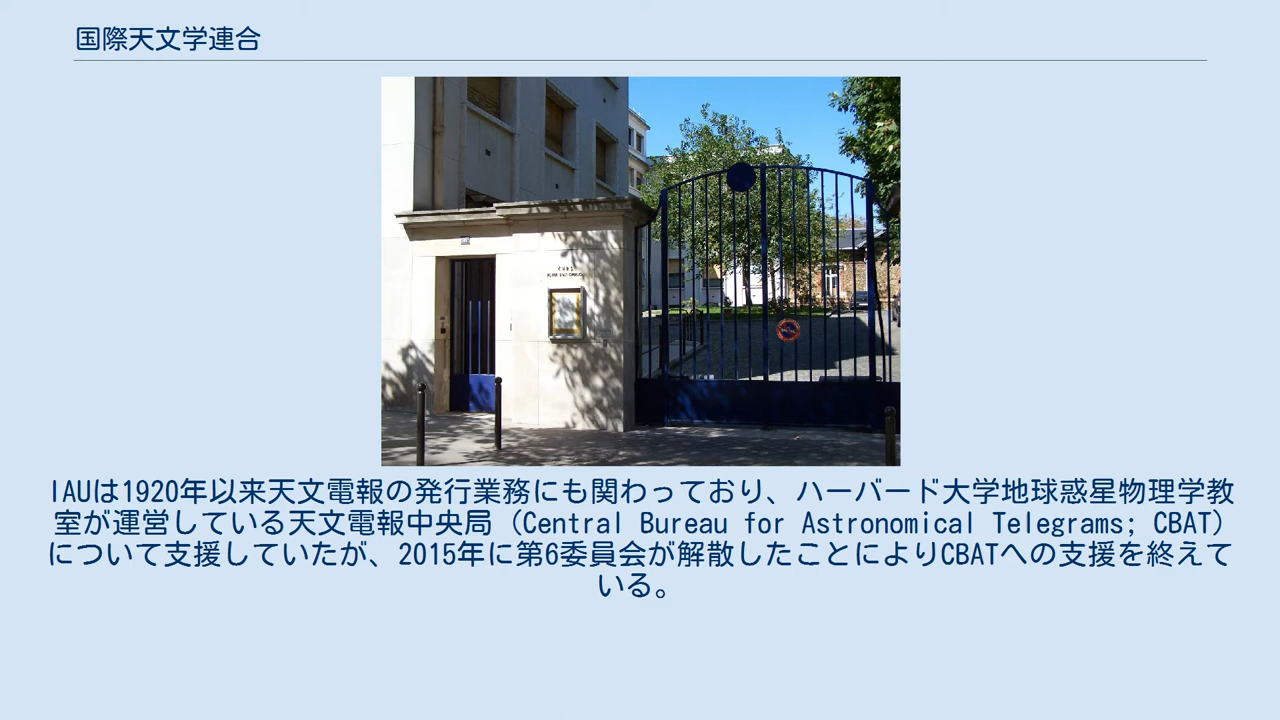 国際天文学連合
IAUは1920年以来天文電報の発行業務にも関わっており、ハーバード大学地球惑星物理学教
室が運営している天文電報中央局（Central Bureau for Astronomical Telegrams; CBAT）
について支援していたが、2015年に第6委員会が解散したことによりCBATへの支援を終えて
いる。